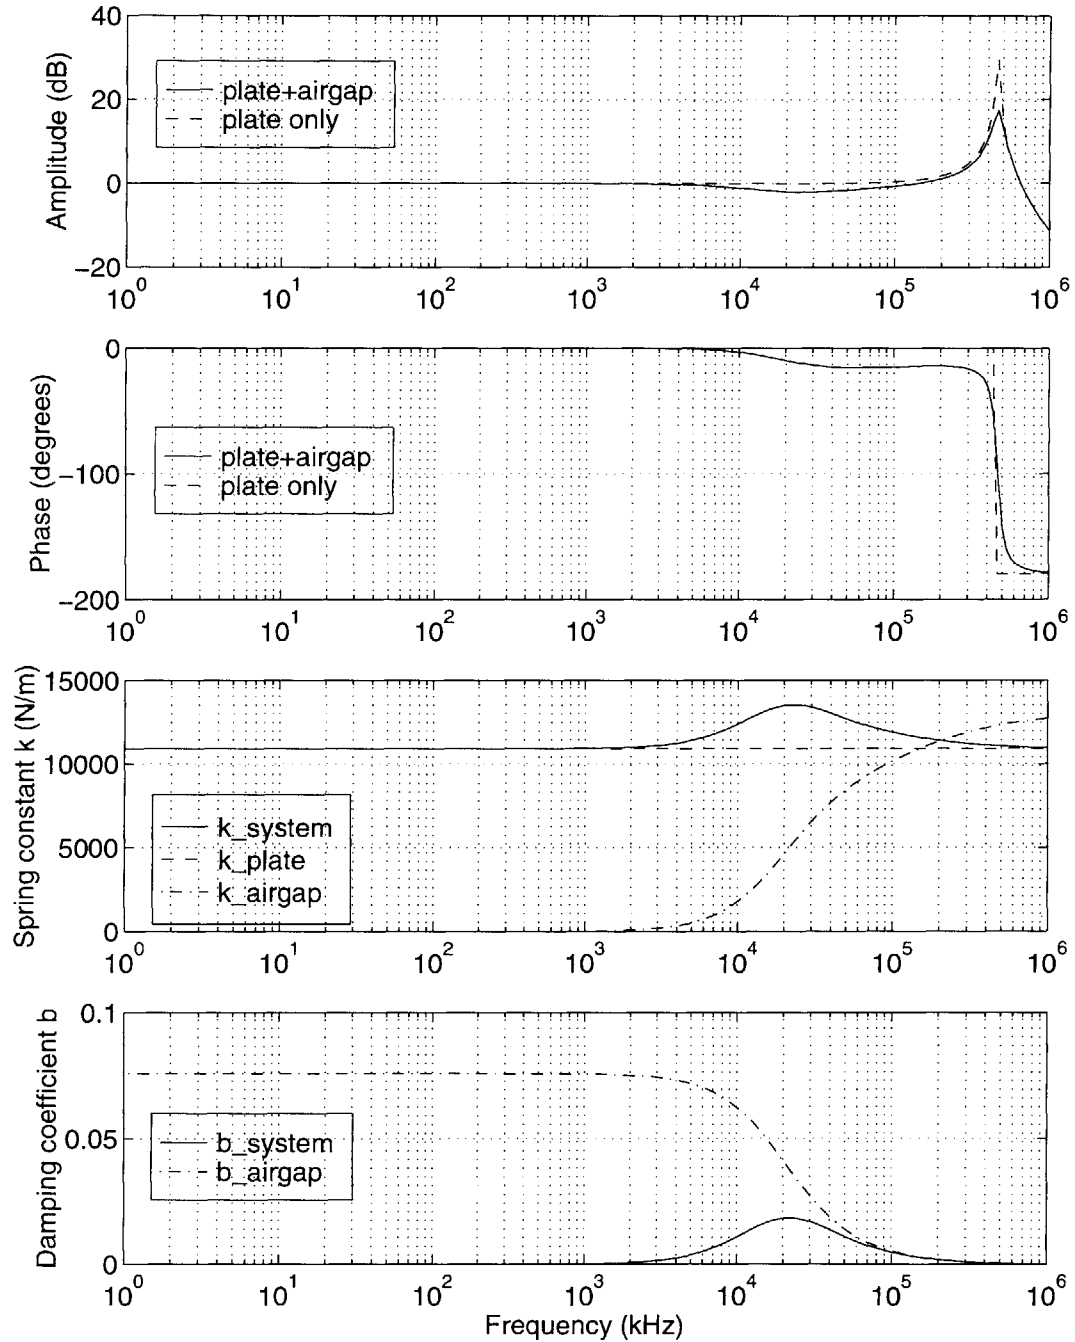 40
20
0
−20
Amplitude (dB)
plate+airgap
plate only
10^0 10^1 10^2 10^3 10^4 10^5 10^6
0
−100
−200
Phase (degrees)
plate+airgap
plate only
10^0 10^1 10^2 10^3 10^4 10^5 10^6
15000
10000
5000
0
Spring constant k (N/m)
k_system
k_plate
k_airgap
10^0 10^1 10^2 10^3 10^4 10^5 10^6
0.1
0.05
0
Damping coefficient b
b_system
b_airgap
10^0 10^1 10^2 10^3 10^4 10^5 10^6
Frequency (kHz)